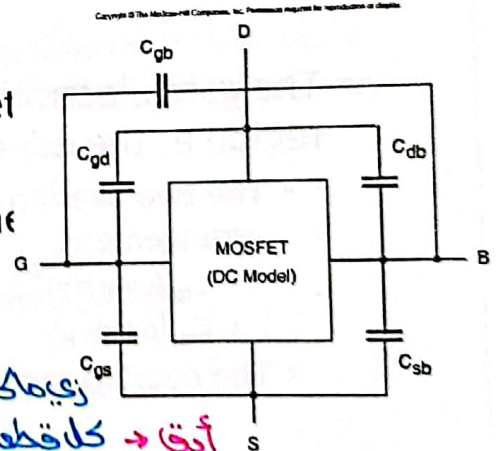 Copyright © The McGraw-Hill Companies, Inc. Permission required for reproduction or display.
D
Cgb
Cgd
Cdb
MOSFET
(DC Model)
G
B
Cgs
Csb
S